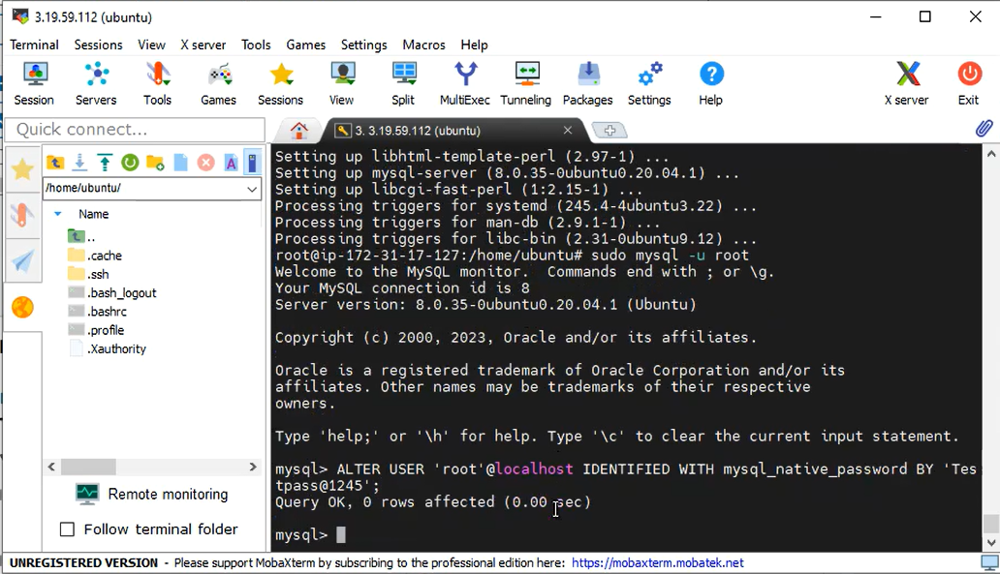 3.19.59.112 (ubuntu)
Terminal Sessions View X server Tools Games Settings Macros Help
Session Servers Tools Games Sessions View Split MultiExec Tunneling Packages Settings Help X server Exit
Quick connect...
3. 3.19.59.112 (ubuntu)
/home/ubuntu/
Name
..
.cache
.ssh
.bash_logout
.bashrc
.profile
.Xauthority
Remote monitoring
Follow terminal folder
Setting up libhtml-template-perl (2.97-1) ...
Setting up mysql-server (8.0.35-0ubuntu0.20.04.1) ...
Setting up libcgi-fast-perl (1:2.15-1) ...
Processing triggers for systemd (245.4-4ubuntu3.22) ...
Processing triggers for man-db (2.9.1-1) ...
Processing triggers for libc-bin (2.31-0ubuntu9.12) ...
root@ip-172-31-17-127:/home/ubuntu# sudo mysql -u root
Welcome to the MySQL monitor.  Commands end with ; or \g.
Your MySQL connection id is 8
Server version: 8.0.35-0ubuntu0.20.04.1 (Ubuntu)
Copyright (c) 2000, 2023, Oracle and/or its affiliates.
Oracle is a registered trademark of Oracle Corporation and/or its
affiliates. Other names may be trademarks of their respective
owners.
Type 'help;' or '\h' for help. Type '\c' to clear the current input statement.
mysql> ALTER USER 'root'@localhost IDENTIFIED WITH mysql_native_password BY 'Tes
tpass@1245';
Query OK, 0 rows affected (0.00 sec)
mysql>
UNREGISTERED VERSION - Please support MobaXterm by subscribing to the professional edition here: https://mobaxterm.mobatek.net